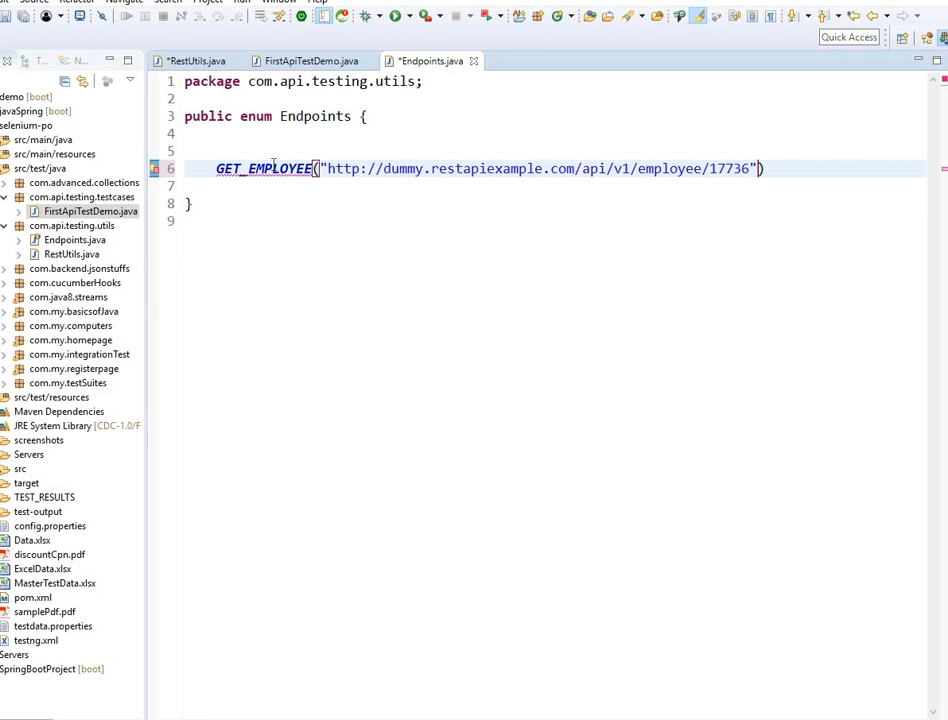 Quick Access
T...
N...
*RestUtils.java
FirstApiTestDemo.java
*Endpoints.java
demo [boot]
javaSpring [boot]
selenium-po
src/main/java
src/main/resources
src/test/java
com.advanced.collections
com.api.testing.testcases
FirstApiTestDemo.java
com.api.testing.utils
Endpoints.java
RestUtils.java
com.backend.jsonstuffs
com.cucumberHooks
com.java8.streams
com.my.basicsofJava
com.my.computers
com.my.homepage
com.my.integrationTest
com.my.registerpage
com.my.testSuites
src/test/resources
Maven Dependencies
JRE System Library [CDC-1.0/F
screenshots
Servers
src
target
TEST_RESULTS
test-output
config.properties
Data.xlsx
discountCpn.pdf
ExcelData.xlsx
MasterTestData.xlsx
pom.xml
samplePdf.pdf
testdata.properties
testng.xml
Servers
SpringBootProject [boot]
1 package com.api.testing.utils;
2
3 public enum Endpoints {
4
5
6 GET_EMPLOYEE("http://dummy.restapiexample.com/api/v1/employee/17736")
7
8 }
9